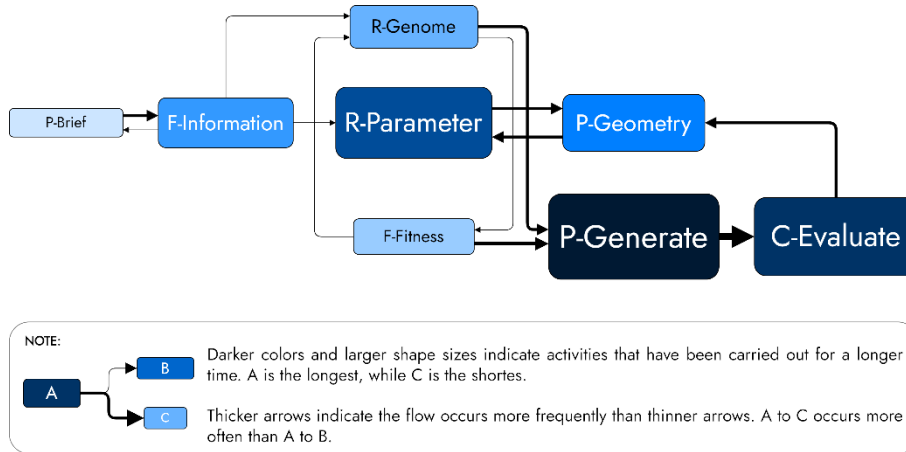 R-Genome
P-Brief
F-Information
R-Parameter
P-Geometry
F-Fitness
P-Generate
C-Evaluate
NOTE:
A
B
C
Darker colors and larger shape sizes indicate activities that have been carried out for a longer
time. A is the longest, while C is the shortes.
Thicker arrows indicate the flow occurs more frequently than thinner arrows. A to C occurs more
often than A to B.